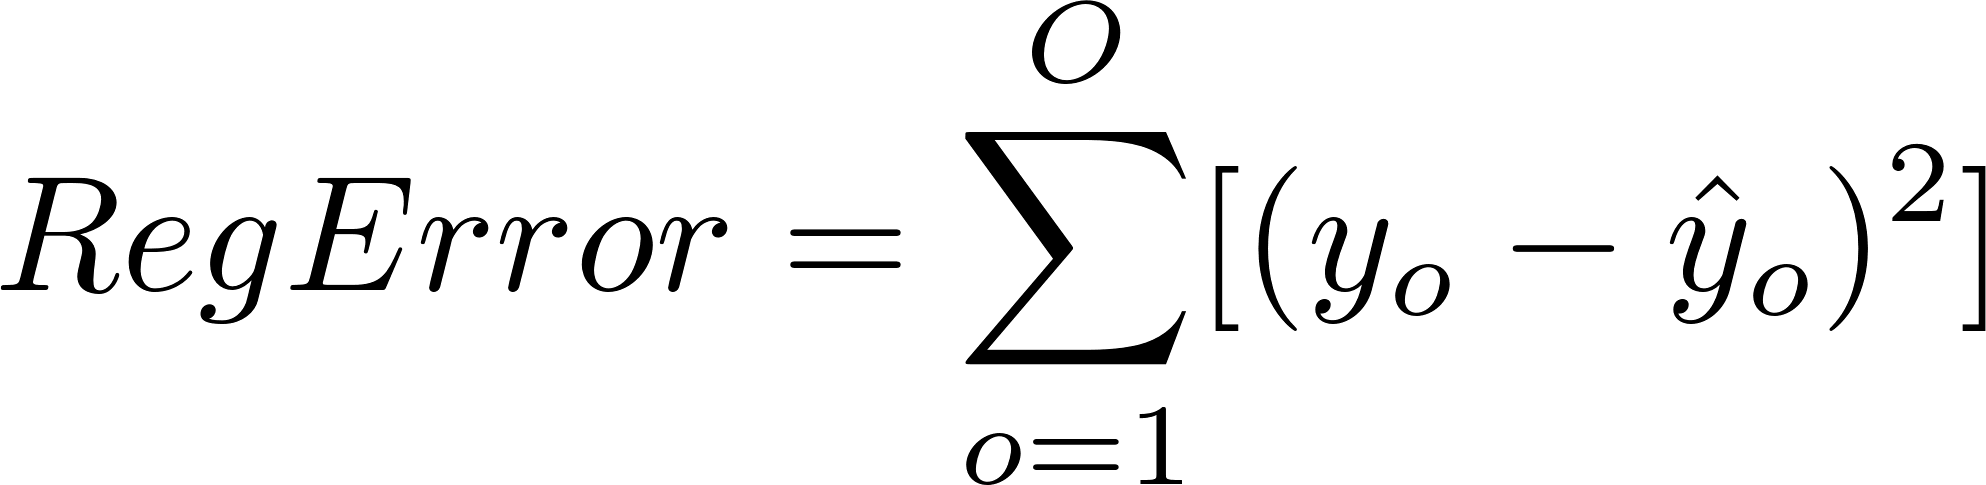 RegError = \sum_{o=1}^{O} [(y_o - \hat{y}_o)^2]